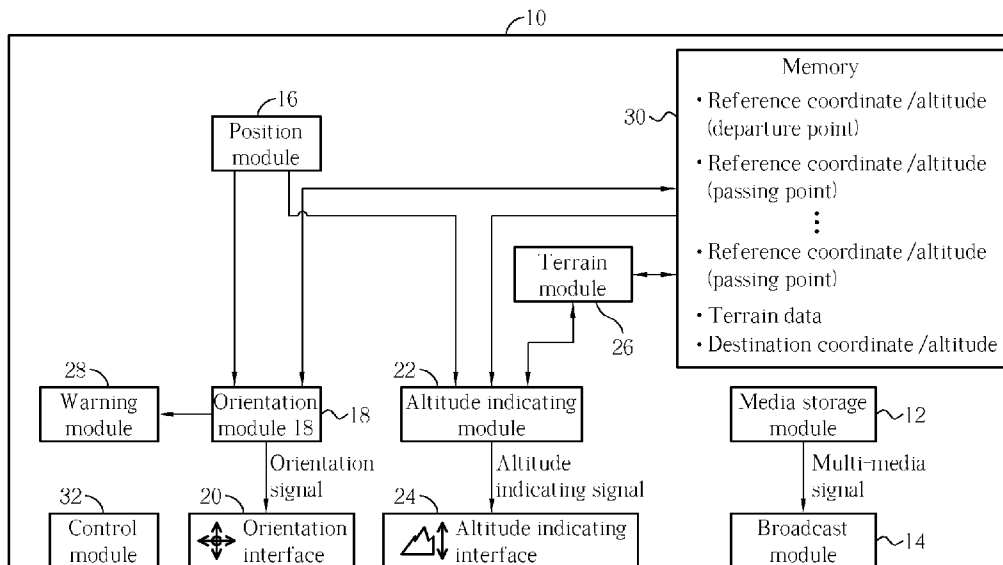 10
16
Position
module
30
Memory
· Reference coordinate/altitude
(departure point)
· Reference coordinate/altitude
(passing point)
⋮
· Reference coordinate/altitude
(passing point)
· Terrain data
· Destination coordinate/altitude
Terrain
module
26
28
Warning
module
Orientation
module 18
18
22
Altitude indicating
module
Media storage
module
12
Orientation
signal
Altitude
indicating signal
Multi-media
signal
32
Control
module
20
Orientation
interface
24
Altitude indicating
interface
Broadcast
module
14